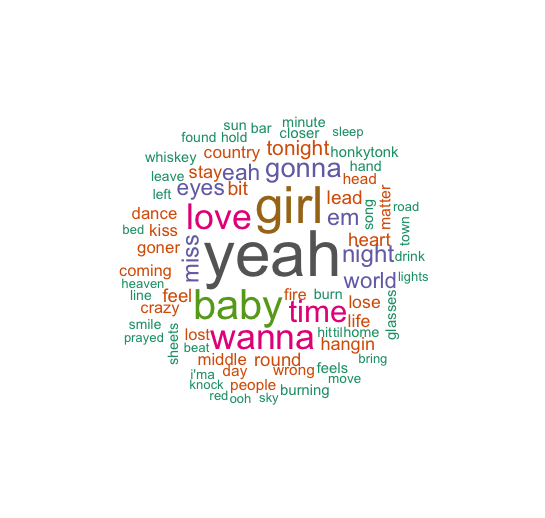 sun bar minute
found hold closer sleep
whiskey country tonight honkytonk
leave stay eah gonna hand
left eyes bit girl lead head
dance love em song matter road
bed kiss yeah heart town
goner miss night drink
coming world lights
heaven feel baby fire burn lose glasses
line crazy time life
smile lost wanna hittilhome
prayed sheets beat hangin
middle round bring
i'ma day wrong feels
knock people burning move
red ooh sky